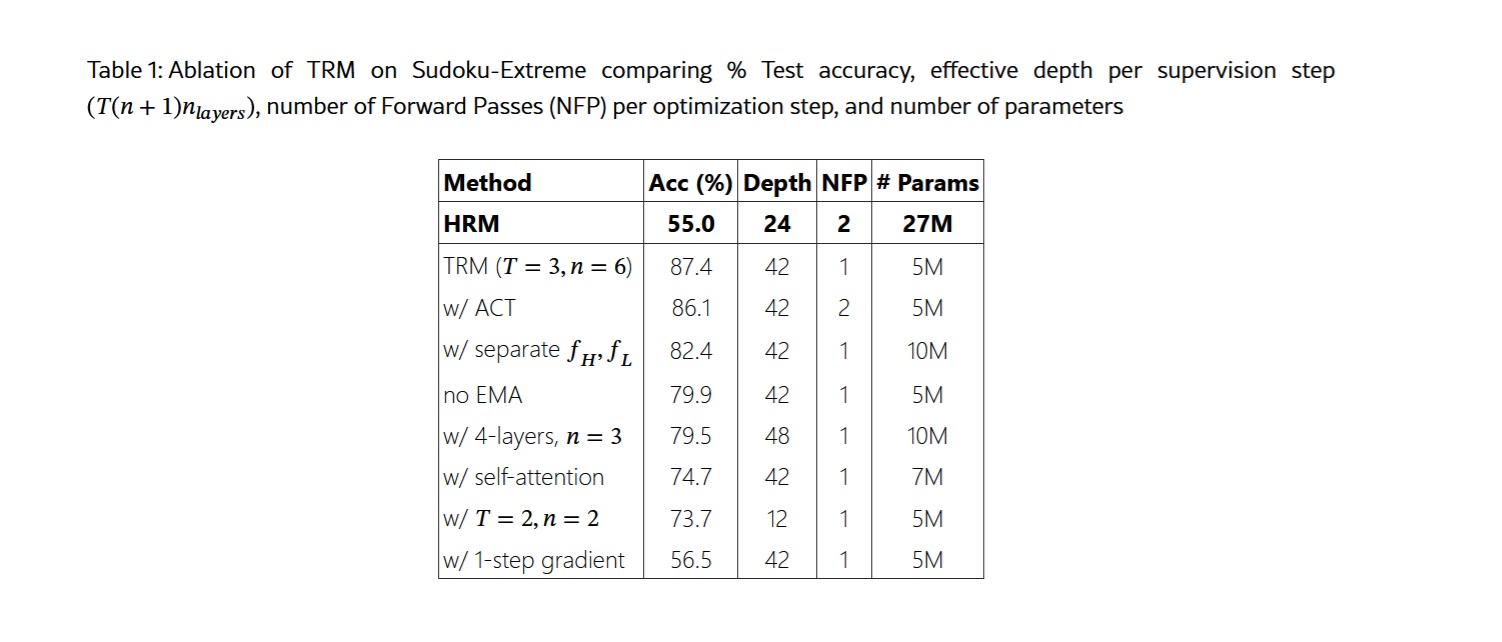 Table 1: Ablation of TRM on Sudoku-Extreme comparing % Test accuracy, effective depth per supervision step
(T(n + 1)n_layers), number of Forward Passes (NFP) per optimization step, and number of parameters
Method Acc (%) Depth NFP # Params
HRM 55.0 24 2 27M
TRM (T = 3, n = 6) 87.4 42 1 5M
w/ ACT 86.1 42 2 5M
w/ separate f_H, f_L 82.4 42 1 10M
no EMA 79.9 42 1 5M
w/ 4-layers, n = 3 79.5 48 1 10M
w/ self-attention 74.7 42 1 7M
w/ T = 2, n = 2 73.7 12 1 5M
w/ 1-step gradient 56.5 42 1 5M